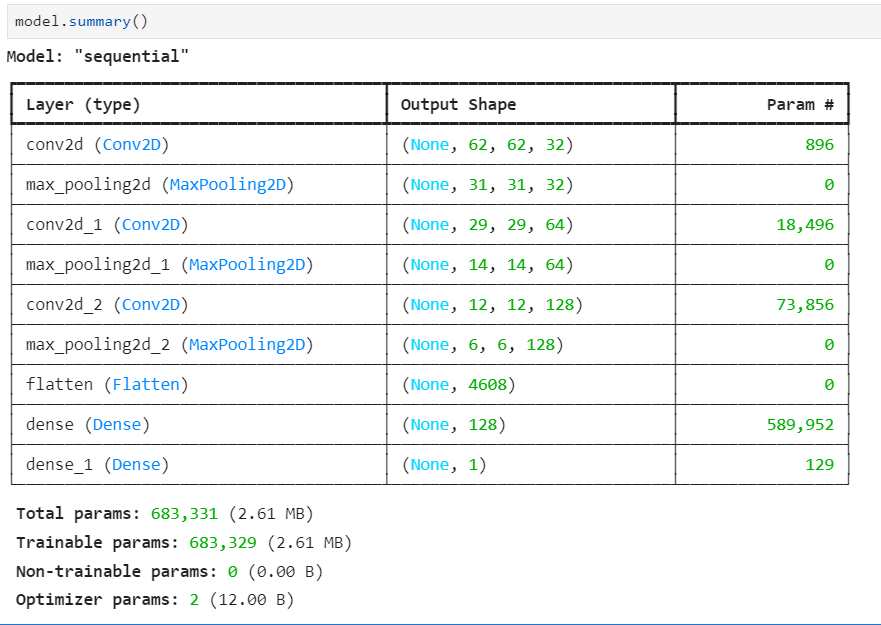 model.summary()
Model: "sequential"
Layer (type) Output Shape Param #
conv2d (Conv2D) (None, 62, 62, 32) 896
max_pooling2d (MaxPooling2D) (None, 31, 31, 32) 0
conv2d_1 (Conv2D) (None, 29, 29, 64) 18,496
max_pooling2d_1 (MaxPooling2D) (None, 14, 14, 64) 0
conv2d_2 (Conv2D) (None, 12, 12, 128) 73,856
max_pooling2d_2 (MaxPooling2D) (None, 6, 6, 128) 0
flatten (Flatten) (None, 4608) 0
dense (Dense) (None, 128) 589,952
dense_1 (Dense) (None, 1) 129
Total params: 683,331 (2.61 MB)
Trainable params: 683,329 (2.61 MB)
Non-trainable params: 0 (0.00 B)
Optimizer params: 2 (12.00 B)